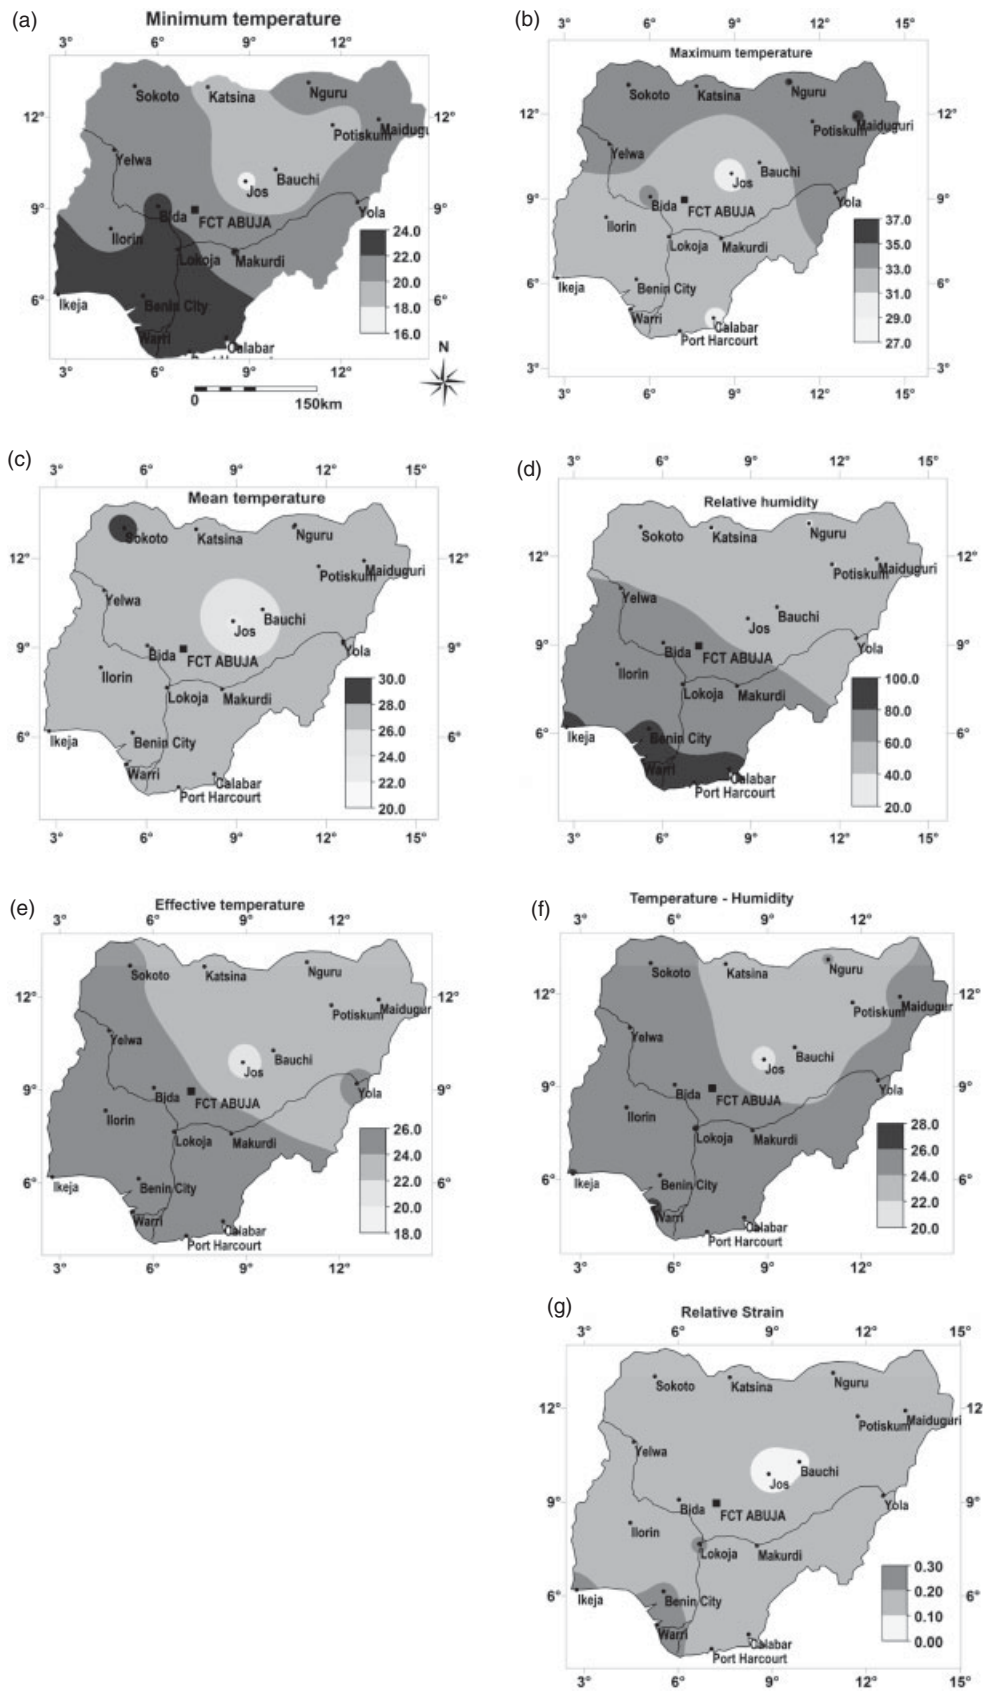 (a)
Minimum temperature
3° 6° 9° 12°
Sokoto
Katsina
Nguru
12°
Potiskum
Maidugu
Yelwa
Bauchi
Jos
9°
Bida
FCT ABUJA
Yola
Ilorin
Lokoja
Makurdi
24.0
22.0
20.0
18.0
16.0
6°
Ikeja
Benin City
Warri
Calabar
3° 6° 9° 12°
N
0 150km
(b)
3° 6° 9° 12° 15°
Maximum temperature
Sokoto
Katsina
Nguru
12° 12°
Potiskum
Maiduguri
Yelwa
Bauchi
Jos
9° 9°
Bida
FCT ABUJA
Yola
Ilorin
Lokoja
Makurdi
37.0
35.0
33.0
31.0
29.0
27.0
6° 6°
Ikeja
Benin City
Warri
Calabar
Port Harcourt
3° 3°
3° 6° 9° 12° 15°
(c)
3° 6° 9° 12°
Mean temperature
Sokoto
Katsina
Nguru
12° 12°
Potiskum
Maiduguri
Yelwa
Bauchi
Jos
9° 9°
Bida
FCT ABUJA
Yola
Ilorin
Lokoja
Makurdi
30.0
28.0
26.0
24.0
22.0
20.0
6° 6°
Ikeja
Benin City
Warri
Calabar
Port Harcourt
3° 6° 9° 12°
(d)
3° 6° 9° 12° 15°
Relative humidity
Sokoto
Katsina
Nguru
12° 12°
Potiskum
Maiduguri
Yelwa
Bauchi
Jos
9° 9°
Bida
FCT ABUJA
Yola
Ilorin
Lokoja
Makurdi
100.0
80.0
60.0
40.0
20.0
6° 6°
Ikeja
Benin City
Warri
Calabar
Port Harcourt
3° 6° 9° 12° 15°
(e)
Effective temperature
3° 6° 9° 12°
Sokoto
Katsina
Nguru
12°
Potiskum
Maidugur
Yelwa
Bauchi
Jos
9° 9°
Bida
FCT ABUJA
Yola
Ilorin
Lokoja
Makurdi
26.0
24.0
22.0
20.0
18.0
6°
Ikeja
Benin City
Warri
Calabar
Port Harcourt
3° 6° 9° 12°
(f)
Temperature - Humidity
3° 6° 9° 12°
Sokoto
Katsina
Nguru
12° 12°
Potiskum
Maidugur
Yelwa
Bauchi
Jos
9° 9°
Bida
FCT ABUJA
Yola
Ilorin
Lokoja
Makurdi
28.0
26.0
24.0
22.0
20.0
6° 6°
Ikeja
Benin City
Warri
Calabar
Port Harcourt
3° 6° 9° 12°
(g)
Relative Strain
3° 6° 9° 12° 15°
Sokoto
Katsina
Nguru
12° 12
Potiskum
Maiduguri
Yelwa
Bauchi
Jos
9° 9°
Bida
FCT ABUJA
Yola
Ilorin
Lokoja
Makurdi
0.30
0.20
0.10
0.00
6° 6°
Ikeja
Benin City
Warri
Calabar
Port Harcourt
3° 6° 9° 12° 15°